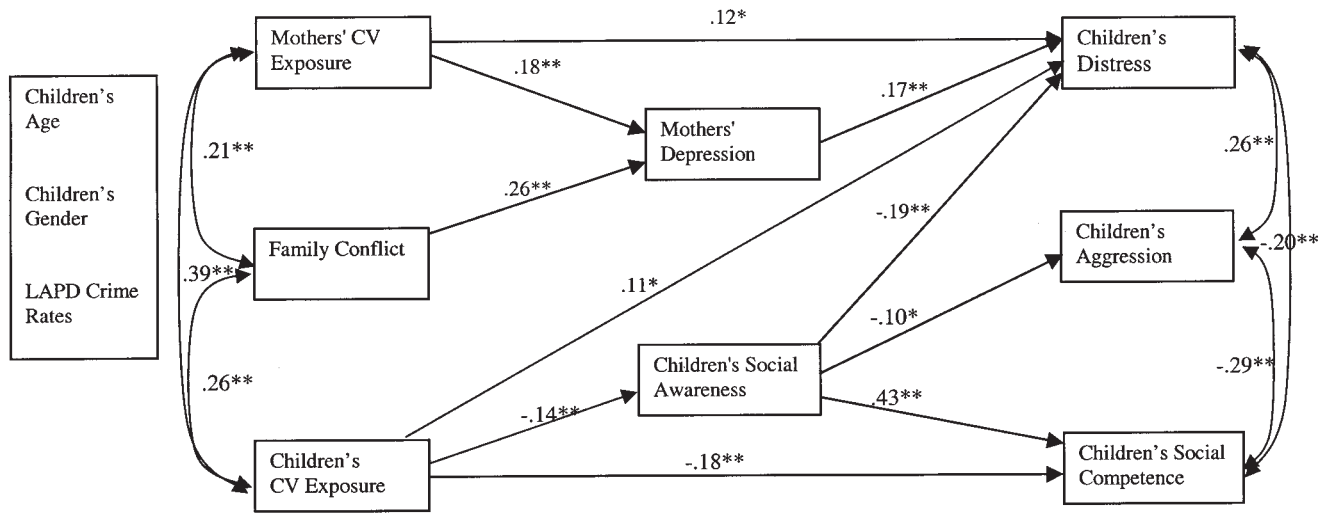 Children's
Age
Children's
Gender
LAPD Crime
Rates
Mothers' CV
Exposure
Family Conflict
Children's
CV Exposure
Mothers'
Depression
Children's Social
Awareness
Children's
Distress
Children's
Aggression
Children's Social
Competence
.21**
.39**
.26**
.12*
.18**
.26**
.17**
.11*
-.19**
-.10*
-.14**
.43**
-.18**
.26**
-.20**
-.29**